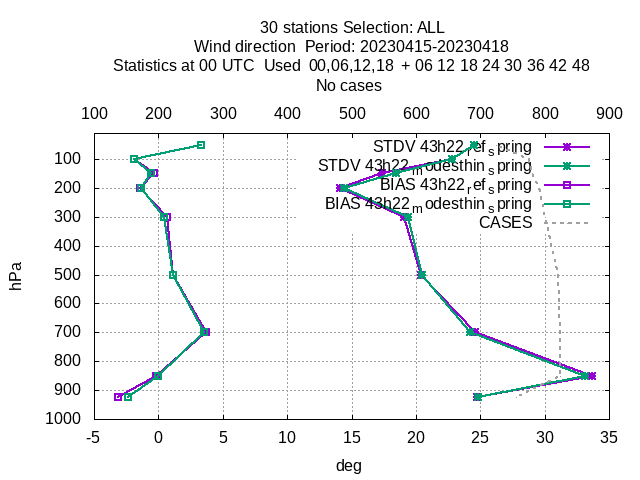 30 stations Selection: ALL
Wind direction  Period: 20230415-20230418
Statistics at 00 UTC  Used  00,06,12,18  + 06 12 18 24 30 36 42 48
No cases
100 200 300 400 500 600 700 800 900
STDV 43h22_ref_spring
STDV 43h22_modesthin_spring
BIAS 43h22_ref_spring
BIAS 43h22_modesthin_spring
CASES
100
200
300
400
500
600
700
800
900
1000
hPa
-5 0 5 10 15 20 25 30 35
deg